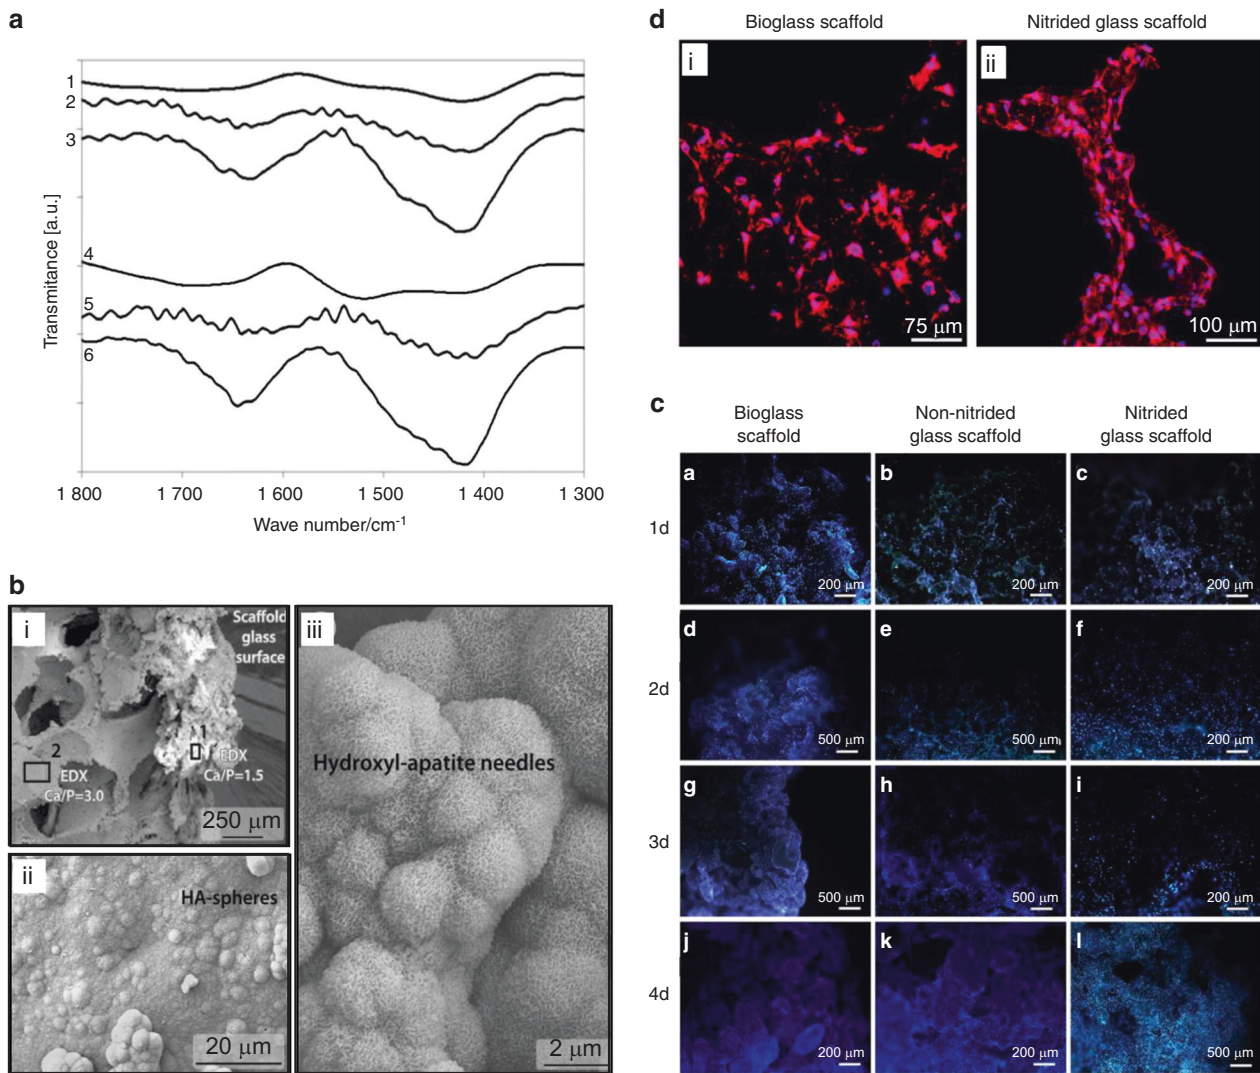 a
1
2
3
4
5
6
Transmitance [a.u.]
1 800
1 700
1 600
1 500
1 400
1 300
Wave number/cm-1
b
i
Scaffold
glass
surface
1
EDX
Ca/P=1.5
2
EDX
Ca/P=3.0
250 µm
ii
HA-spheres
20 µm
iii
Hydroxyl-apatite needles
2 µm
d
Bioglass scaffold
Nitrided glass scaffold
i
75 µm
ii
100 µm
c
Bioglass
scaffold
Non-nitrided
glass scaffold
Nitrided
glass scaffold
1d
a
200 µm
b
200 µm
c
200 µm
2d
d
500 µm
e
500 µm
f
200 µm
3d
g
500 µm
h
500 µm
i
200 µm
4d
j
200 µm
k
200 µm
l
500 µm